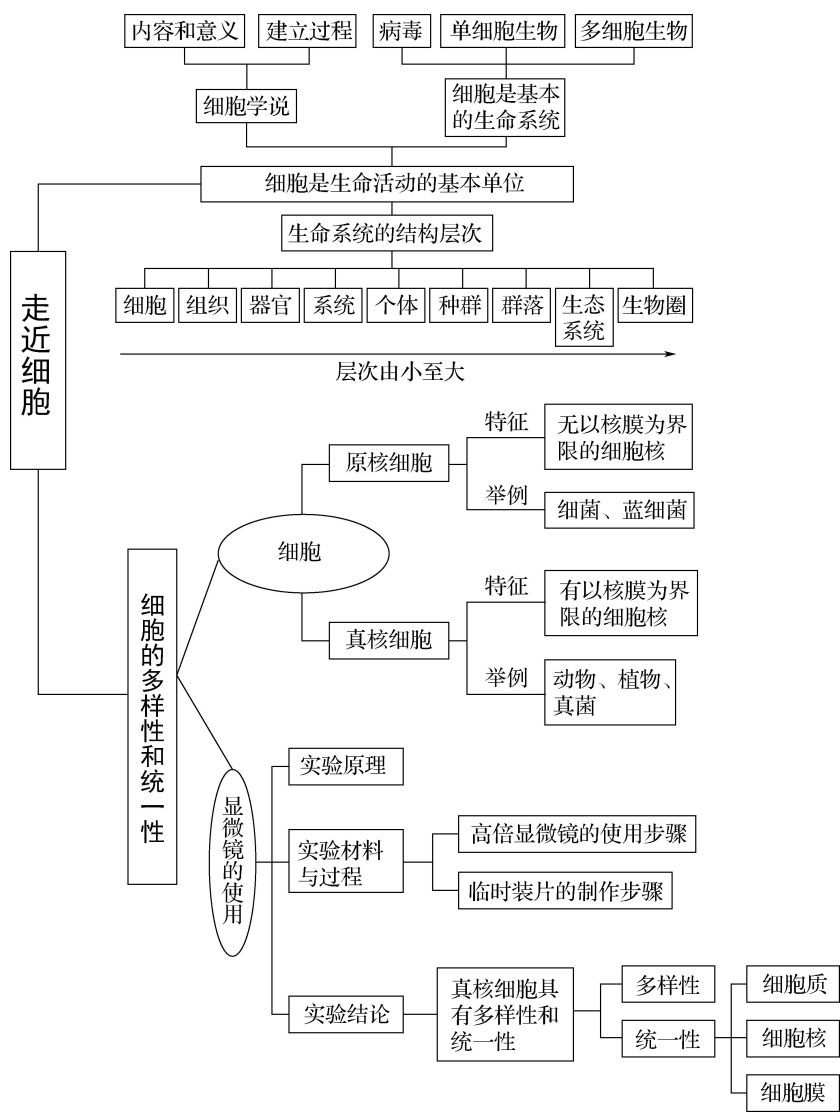 内容和意义
建立过程
病毒
单细胞生物
多细胞生物
细胞学说
细胞是基本
的生命系统
细胞是生命活动的基本单位
生命系统的结构层次
细胞
组织
器官
系统
个体
种群
群落
生态
系统
生物圈
层次由小至大
走近细胞
特征
无以核膜为界
限的细胞核
原核细胞
举例
细菌、蓝细菌
细胞
特征
有以核膜为界
限的细胞核
真核细胞
举例
动物、植物、
真菌
细胞的多样性和统一性
显微镜的使用
实验原理
实验材料
与过程
高倍显微镜的使用步骤
临时装片的制作步骤
实验结论
真核细胞具
有多样性和
统一性
多样性
统一性
细胞质
细胞核
细胞膜